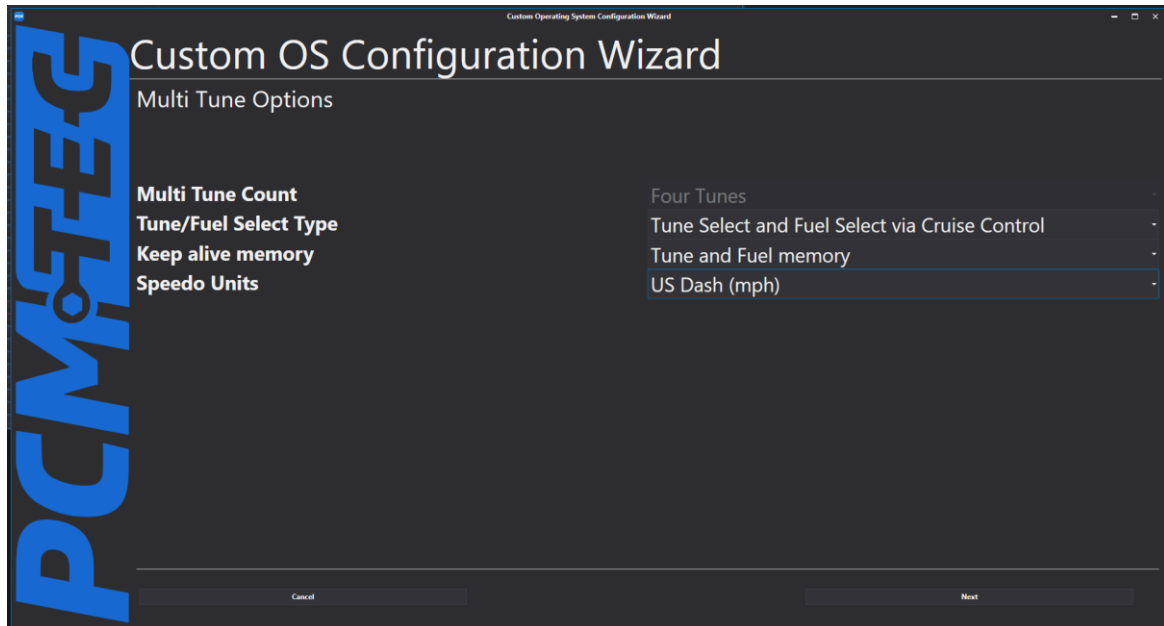 Custom Operating System Configuration Wizard
Custom OS Configuration Wizard
Multi Tune Options
Multi Tune Count Four Tunes
Tune/Fuel Select Type Tune Select and Fuel Select via Cruise Control
Keep alive memory Tune and Fuel memory
Speedo Units US Dash (mph)
Cancel Next
PCMTEC